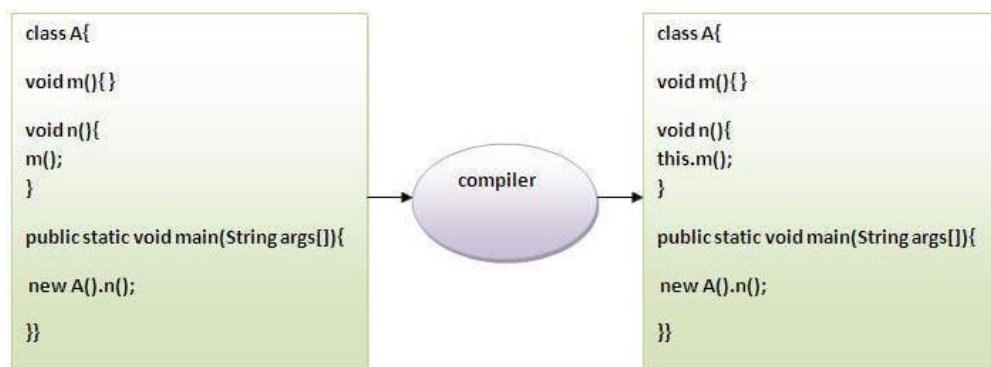 class A{
void m(){ }
void n(){
m();
}
public static void main(String args[]){
new A().n();
}}
compiler
class A{
void m(){ }
void n(){
this.m();
}
public static void main(String args[]){
new A().n();
}}